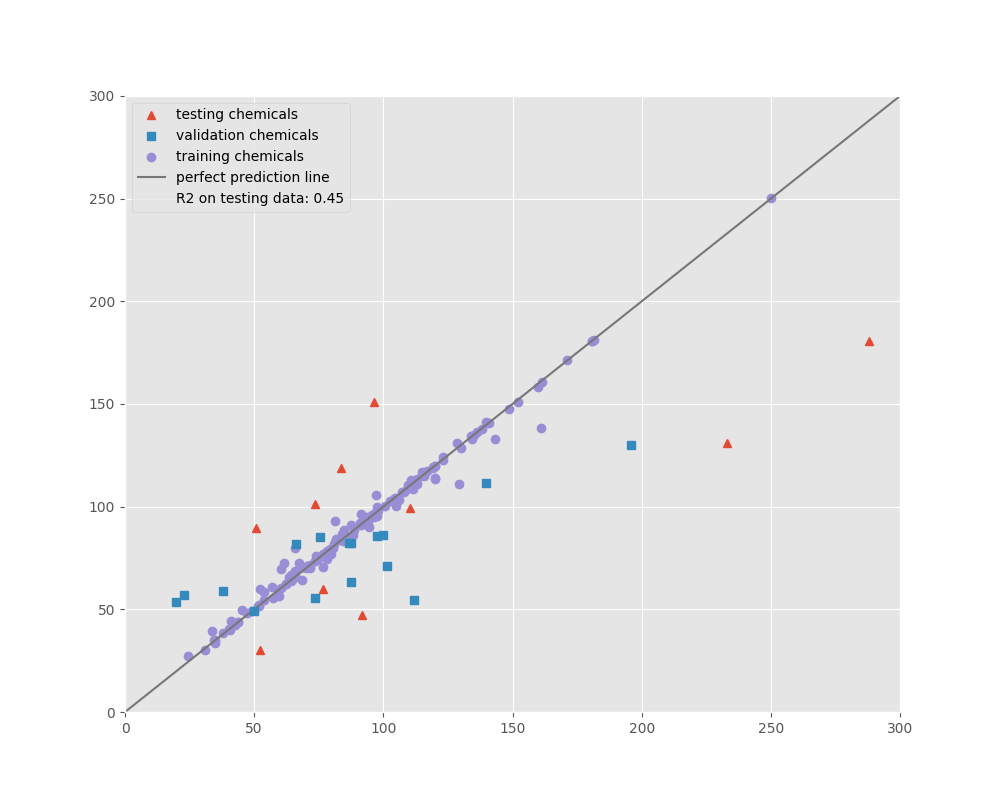 300
250
200
150
100
50
0
testing chemicals
validation chemicals
training chemicals
perfect prediction line
R2 on testing data: 0.45
0 50 100 150 200 250 300